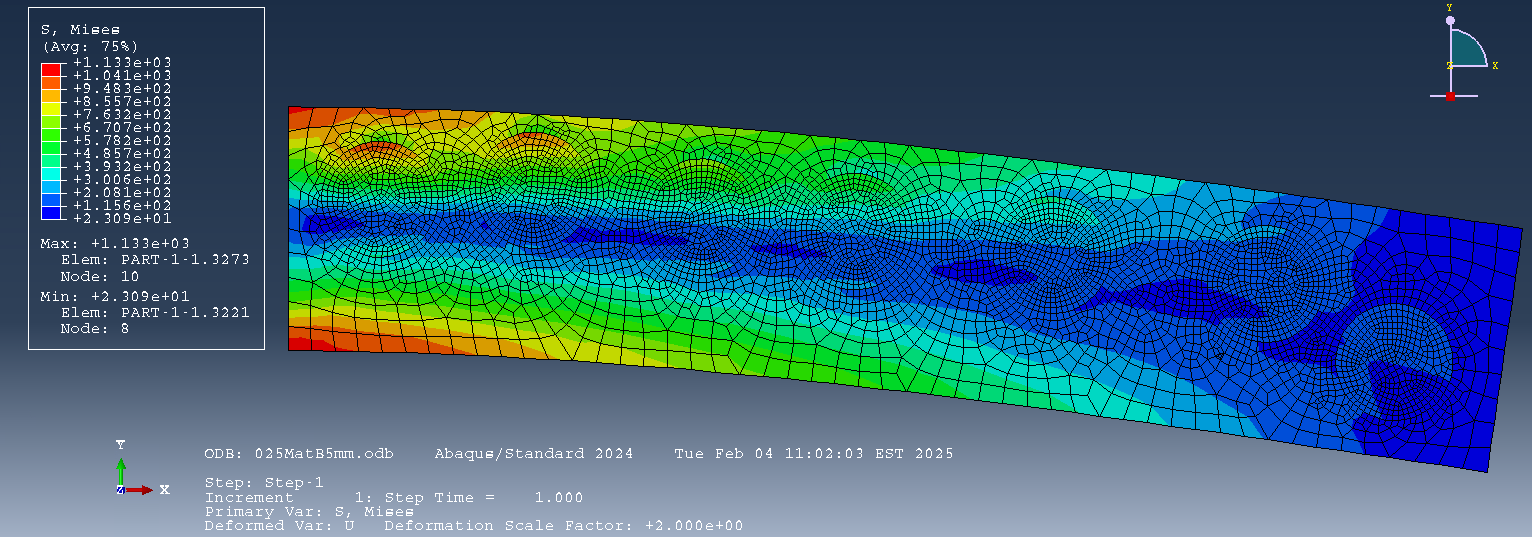 S, Mises
(Avg: 75%)
+1.133e+03
+1.041e+03
+9.483e+02
+8.557e+02
+7.632e+02
+6.707e+02
+5.782e+02
+4.857e+02
+3.932e+02
+3.006e+02
+2.081e+02
+1.156e+02
+2.309e+01
Max: +1.133e+03
Elem: PART-1-1.3273
Node: 10
Min: +2.309e+01
Elem: PART-1-1.3221
Node: 8
Y
Z X
Y
Z X
ODB: 025MatB5mm.odb Abaqus/Standard 2024 Tue Feb 04 11:02:03 EST 2025
Step: Step-1
Increment 1: Step Time = 1.000
Primary Var: S, Mises
Deformed Var: U Deformation Scale Factor: +2.000e+00